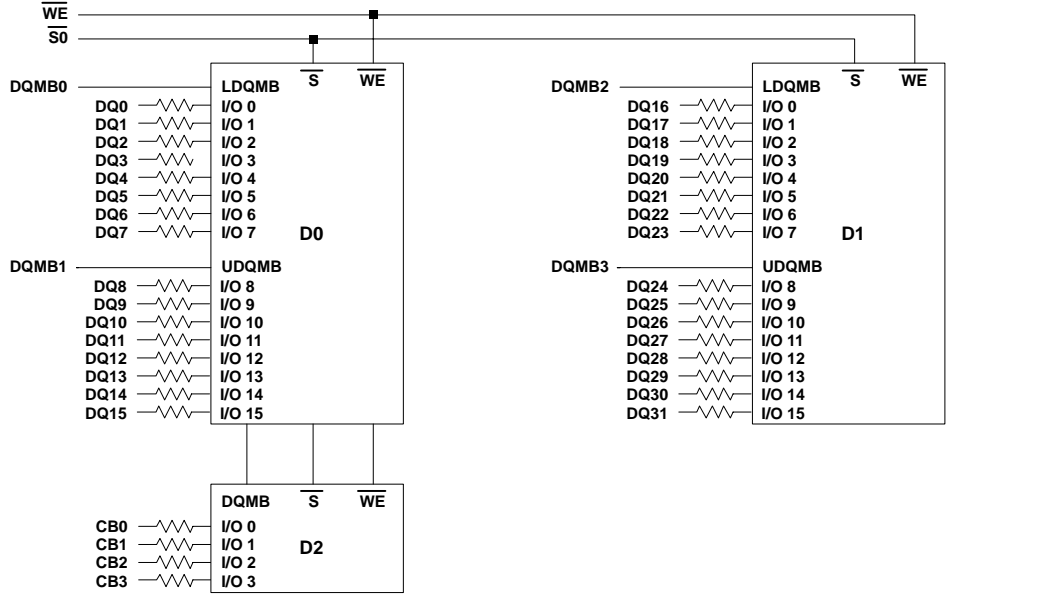 WE
S0
S WE
DQMB0 LDQMB
DQ0 I/O 0
DQ1 I/O 1
DQ2 I/O 2
DQ3 I/O 3
DQ4 I/O 4
DQ5 I/O 5
DQ6 I/O 6
DQ7 I/O 7
D0
DQMB1 UDQMB
DQ8 I/O 8
DQ9 I/O 9
DQ10 I/O 10
DQ11 I/O 11
DQ12 I/O 12
DQ13 I/O 13
DQ14 I/O 14
DQ15 I/O 15
S WE
DQMB2 LDQMB
DQ16 I/O 0
DQ17 I/O 1
DQ18 I/O 2
DQ19 I/O 3
DQ20 I/O 4
DQ21 I/O 5
DQ22 I/O 6
DQ23 I/O 7
D1
DQMB3 UDQMB
DQ24 I/O 8
DQ25 I/O 9
DQ26 I/O 10
DQ27 I/O 11
DQ28 I/O 12
DQ29 I/O 13
DQ30 I/O 14
DQ31 I/O 15
DQMB S WE
CB0 I/O 0
CB1 I/O 1
CB2 I/O 2
CB3 I/O 3
D2